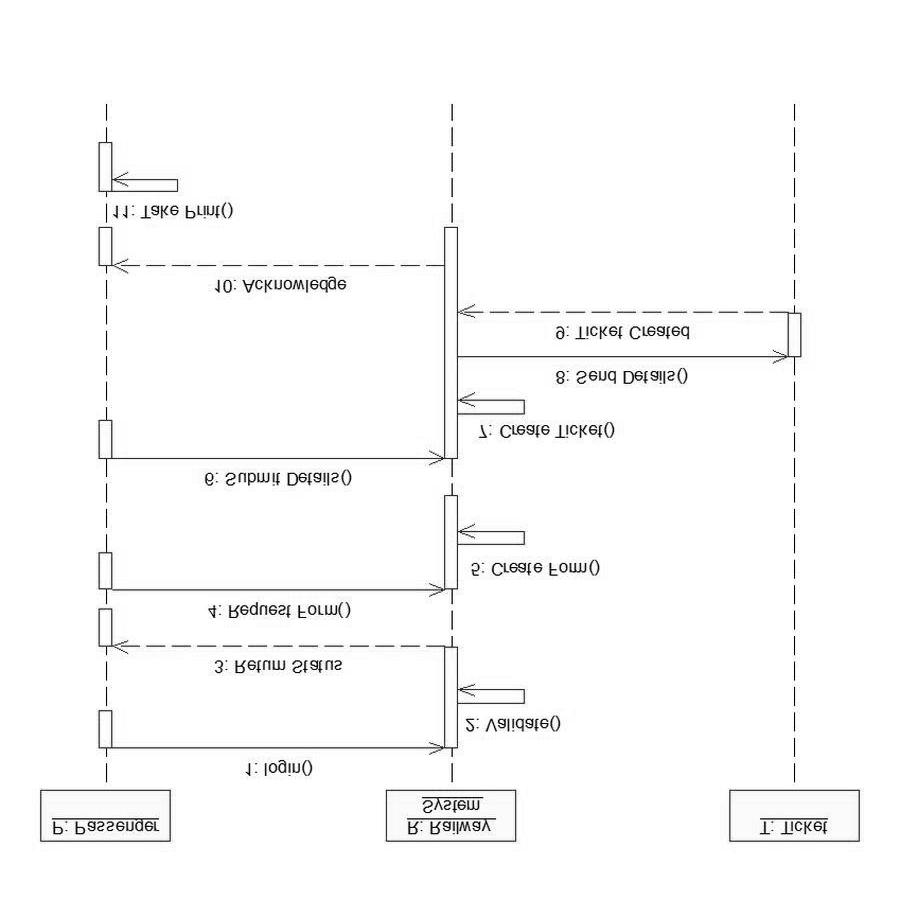 P: Passenger
R: Railway
System
T: Ticket
1: login()
2: Validate()
3: Return Status
4: Request Form()
5: Create Form()
6: Submit Details()
7: Create Ticket()
8: Send Details()
9: Ticket Created
10: Acknowledge
11: Take Print()